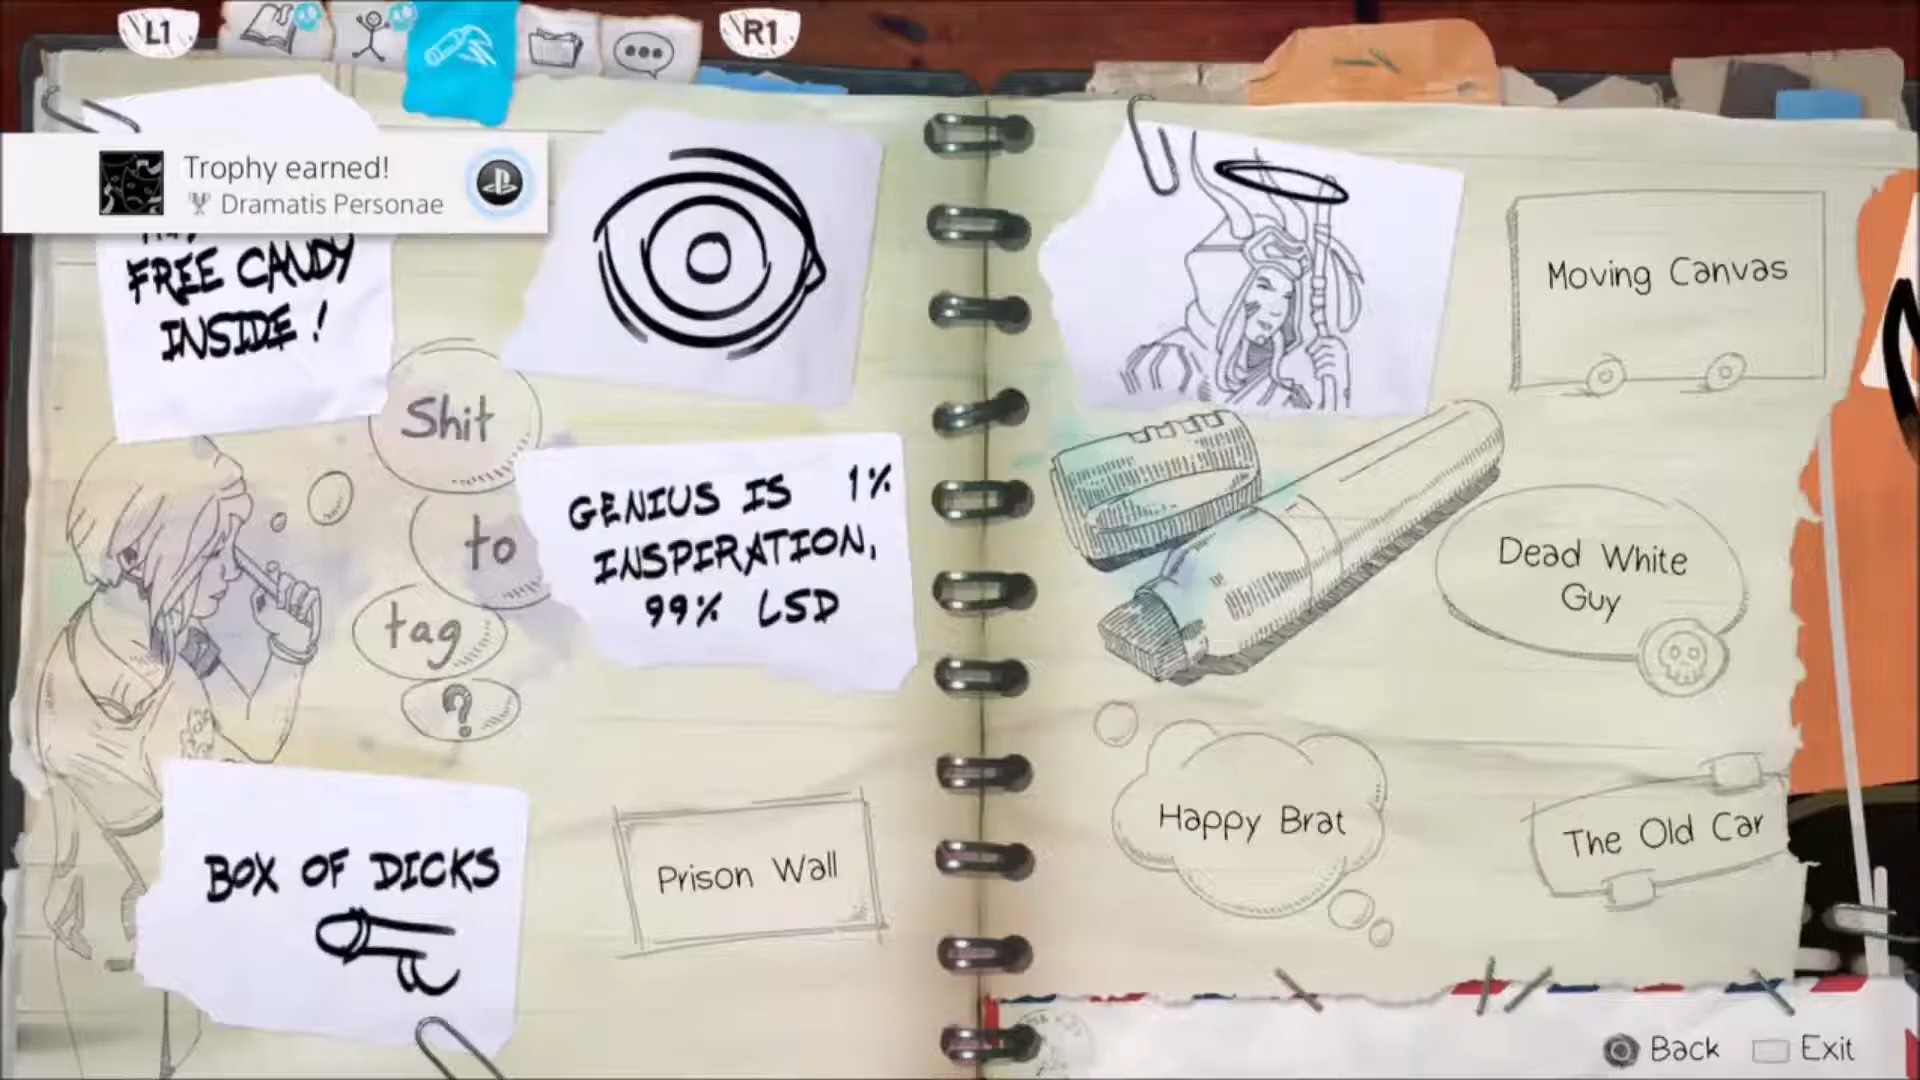 L1
R1
Trophy earned!
Dramatis Personae
FREE CANDY
INSIDE!
Shit
to
tag
?
GENIUS IS 1%
INSPIRATION,
99% LSD
BOX OF DICKS
Prison Wall
Moving Canvas
Dead White
Guy
Happy Brat
The Old Car
Back
Exit